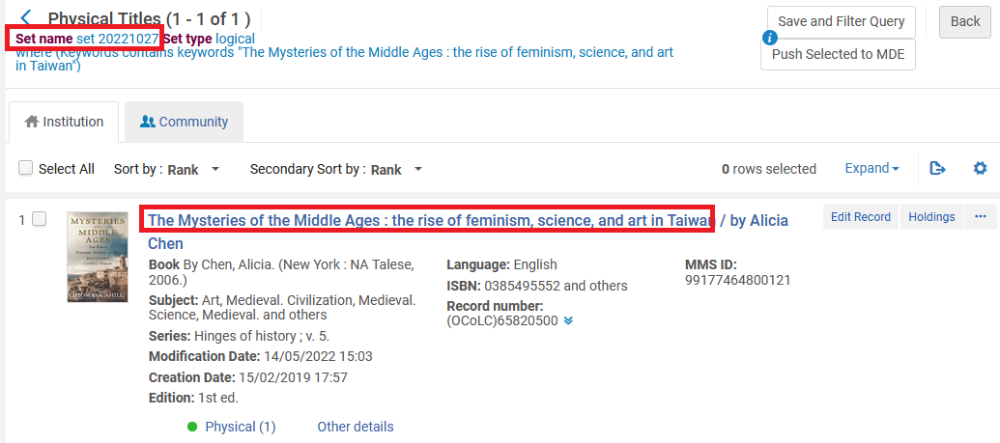 Physical Titles (1 - 1 of 1 )
Save and Filter Query
Back
Set name set 20221027 Set type logical
where (Keywords contains keywords "The Mysteries of the Middle Ages : the rise of feminism, science, and art
in Taiwan")
i
Push Selected to MDE
Institution
Community
Select All
Sort by : Rank
Secondary Sort by : Rank
0 rows selected
Expand
1
MYSTERIES
MIDDLE
AGES
THOMAS CAHILL
The Mysteries of the Middle Ages : the rise of feminism, science, and art in Taiwan / by Alicia
Chen
Edit Record
Holdings
Book By Chen, Alicia. (New York : NA Talese,
2006.)
Subject: Art, Medieval. Civilization, Medieval.
Science, Medieval. and others
Series: Hinges of history ; v. 5.
Modification Date: 14/05/2022 15:03
Creation Date: 15/02/2019 17:57
Edition: 1st ed.
Language: English
ISBN: 0385495552 and others
Record number:
(OCoLC)65820500
MMS ID:
99177464800121
Physical (1)
Other details